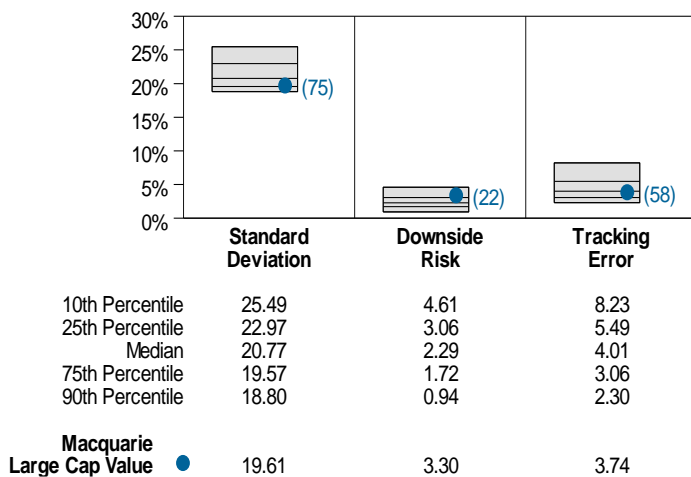 30%
25%
20%
15%
10%
5%
0%
(75)
(22)
(58)
Standard Deviation
Downside Risk
Tracking Error
10th Percentile 25.49 4.61 8.23
25th Percentile 22.97 3.06 5.49
Median 20.77 2.29 4.01
75th Percentile 19.57 1.72 3.06
90th Percentile 18.80 0.94 2.30
Macquarie
Large Cap Value 19.61 3.30 3.74